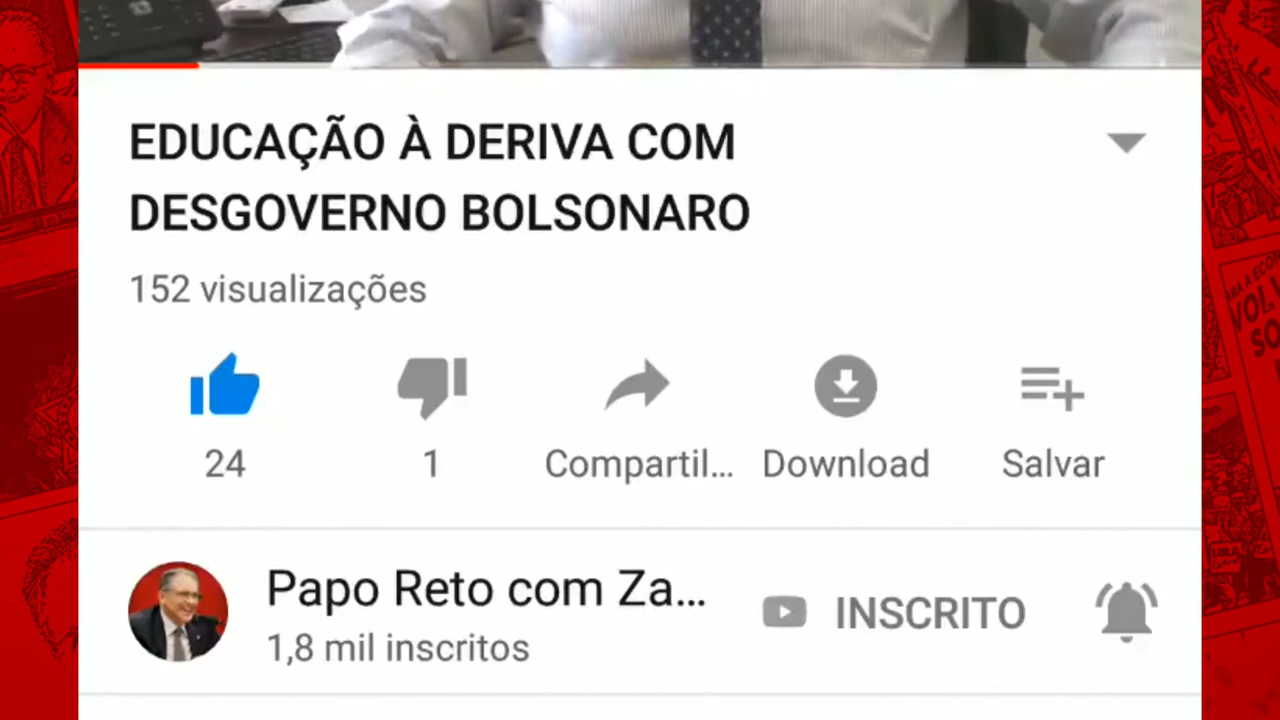 EDUCAÇÃO À DERIVA COM
DESGOVERNO BOLSONARO
152 visualizações
24
1
Compartil...
Download
Salvar
Papo Reto com Za...
INSCRITO
1,8 mil inscritos